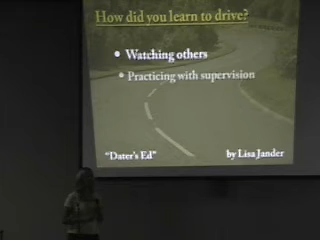 How did you learn to drive?
• Watching others
• Practicing with supervision
"Dater's Ed" by Lisa Jander